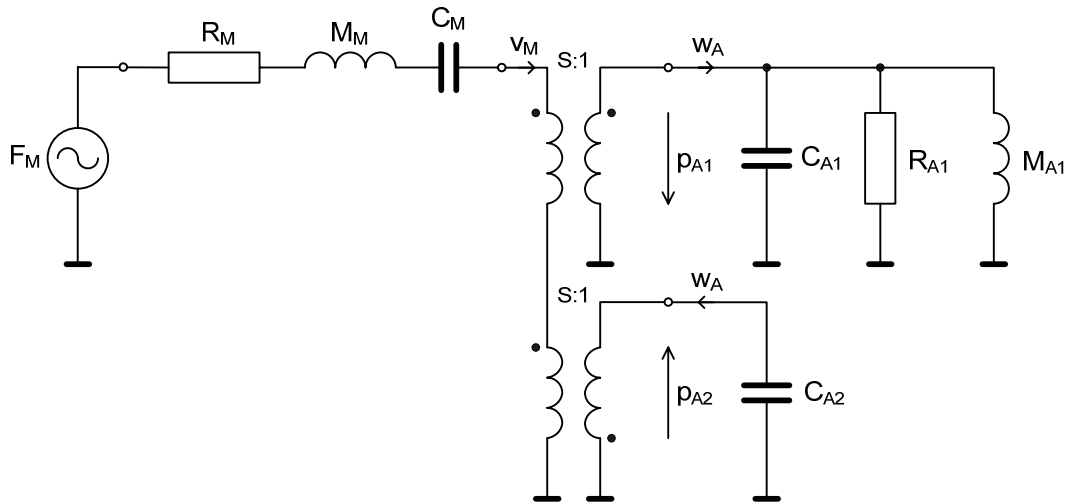 C_M
R_M
M_M
v_M
S:1
w_A
F_M
p_A1
C_A1
R_A1
M_A1
S:1
w_A
p_A2
C_A2